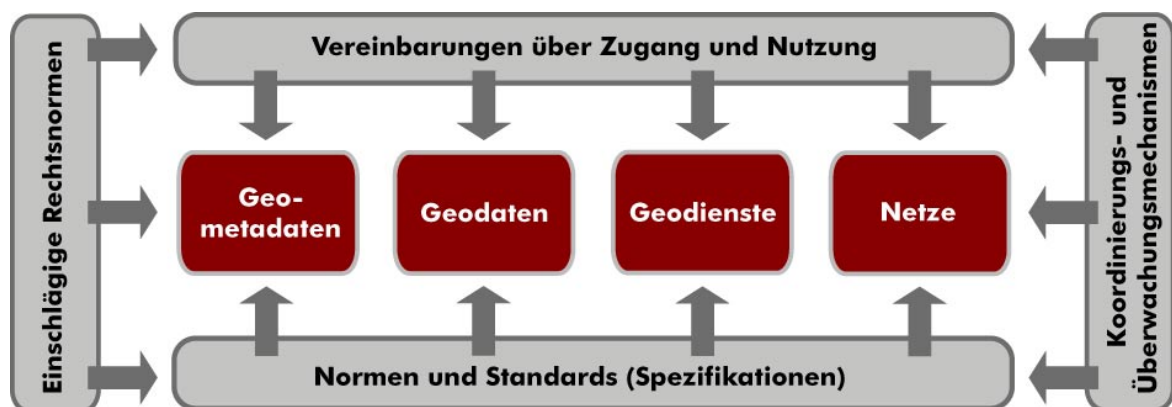 Einschlägige Rechtsnormen
Vereinbarungen über Zugang und Nutzung
Geo-
metadaten
Geodaten
Geodienste
Netze
Normen und Standards (Spezifikationen)
Koordinierungs- und
Überwachungsmechanismen